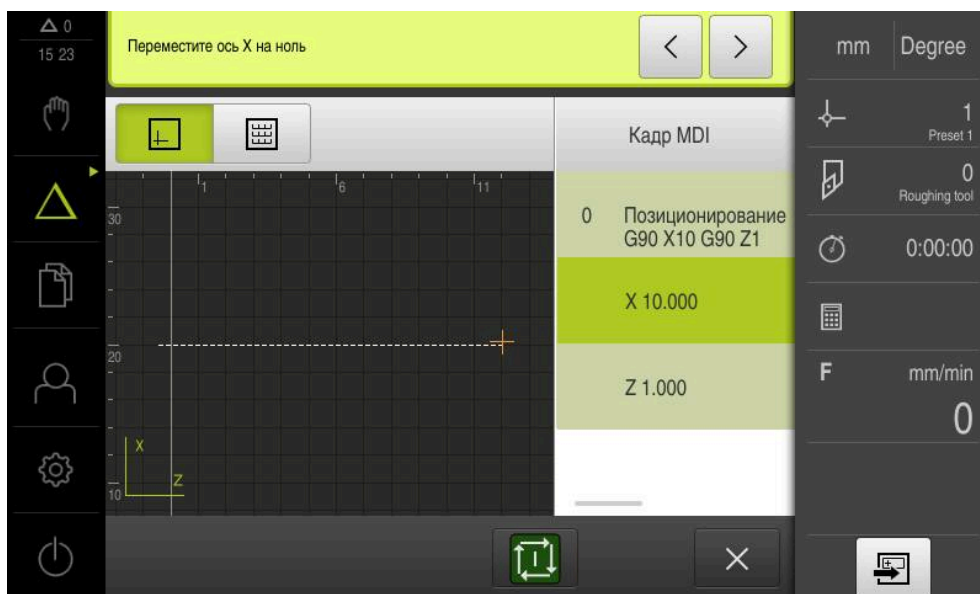 0
15 23
Переместите ось X на ноль
mm
Degree
1
Preset 1
0
Roughing tool
0:00:00
F
mm/min
0
Кадр MDI
0
Позиционирование
G90 X10 G90 Z1
X 10.000
Z 1.000
1
6
11
30
20
10
X
Z
I